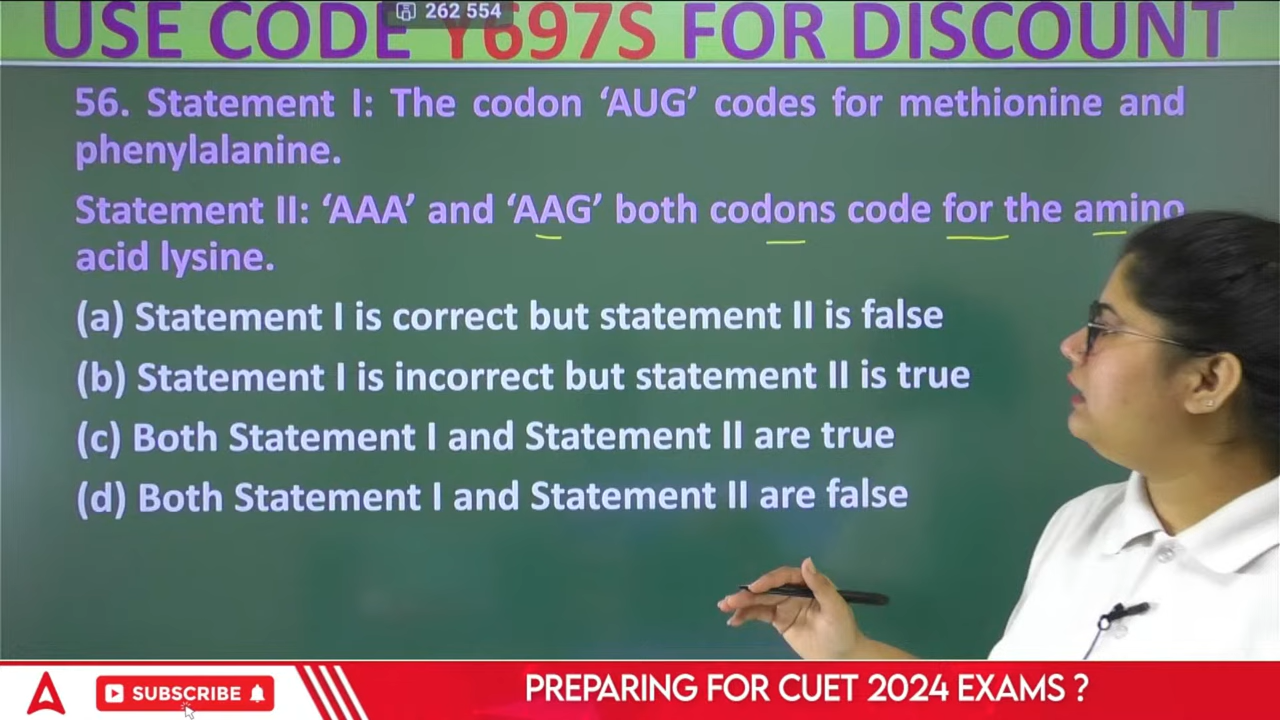 USE CODE Y697S FOR DISCOUNT
262 554
56. Statement I: The codon ‘AUG’ codes for methionine and
phenylalanine.
Statement II: ‘AAA’ and ‘AAG’ both codons code for the amino
acid lysine.
(a) Statement I is correct but statement II is false
(b) Statement I is incorrect but statement II is true
(c) Both Statement I and Statement II are true
(d) Both Statement I and Statement II are false
SUBSCRIBE
PREPARING FOR CUET 2024 EXAMS ?